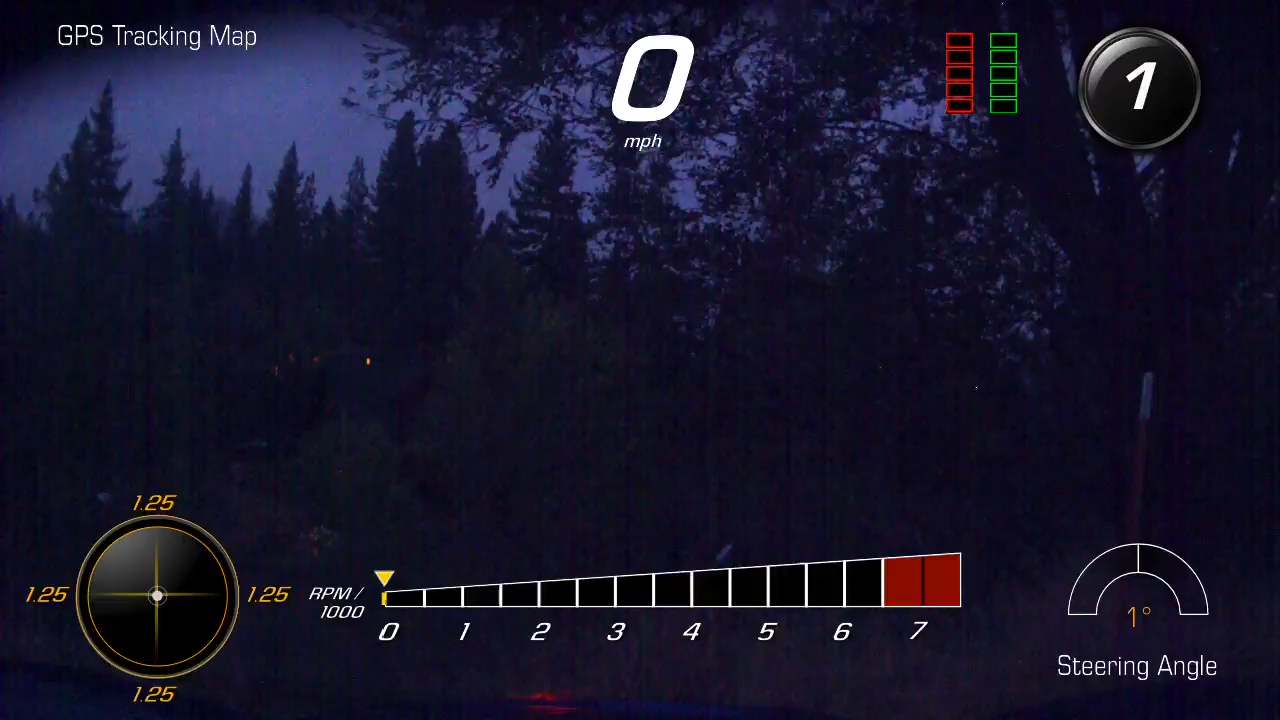 GPS Tracking Map
0
mph
1
1.25
1.25
1.25
1.25
RPM /
1000
0 1 2 3 4 5 6 7
1°
Steering Angle